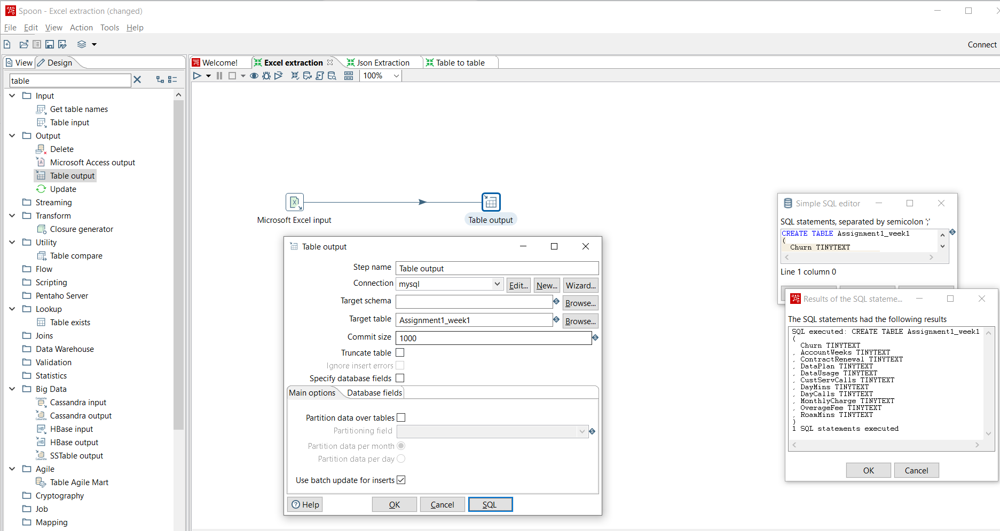 Spoon - Excel extraction (changed)
File Edit View Action Tools Help
Connect
View Design
table
Input
Get table names
Table input
Output
Delete
Microsoft Access output
Table output
Update
Streaming
Transform
Closure generator
Utility
Table compare
Flow
Scripting
Pentaho Server
Lookup
Table exists
Joins
Data Warehouse
Validation
Statistics
Big Data
Cassandra input
Cassandra output
HBase input
HBase output
SSTable output
Agile
Table Agile Mart
Cryptography
Job
Mapping
Welcome! Excel extraction Json Extraction Table to table
100%
Microsoft Excel input
Table output
Table output
Step name Table output
Connection mysql Edit... New... Wizard...
Target schema Browse...
Target table Assignment1_week1 Browse...
Commit size 1000
Truncate table
Ignore insert errors
Specify database fields
Main options Database fields
Partition data over tables
Partitioning field
Partition data per month
Partition data per day
Use batch update for inserts
Help OK Cancel SQL
Simple SQL editor
SQL statements, separated by semicolon ';'
CREATE TABLE Assignment1_week1
(
Churn TINYTEXT
Line 1 column 0
Results of the SQL stateme...
The SQL statements had the following results
SQL executed: CREATE TABLE Assignment1_week1
(
Churn TINYTEXT
, AccountWeeks TINYTEXT
, ContractRenewal TINYTEXT
, DataPlan TINYTEXT
, DataUsage TINYTEXT
, CustServCalls TINYTEXT
, DayMins TINYTEXT
, DayCalls TINYTEXT
, MonthlyCharge TINYTEXT
, OverageFee TINYTEXT
, RoamMins TINYTEXT
)
1 SQL statements executed
OK Cancel